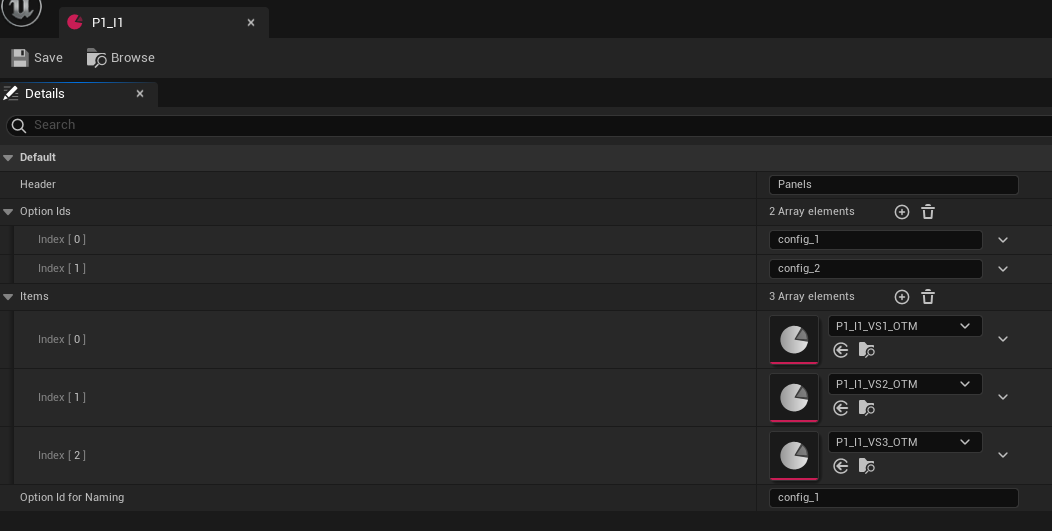 P1_I1
Save Browse
Details
Search
Default
Header Panels
Option Ids 2 Array elements
Index [ 0 ] config_1
Index [ 1 ] config_2
Items 3 Array elements
Index [ 0 ] P1_I1_VS1_OTM
Index [ 1 ] P1_I1_VS2_OTM
Index [ 2 ] P1_I1_VS3_OTM
Option Id for Naming config_1